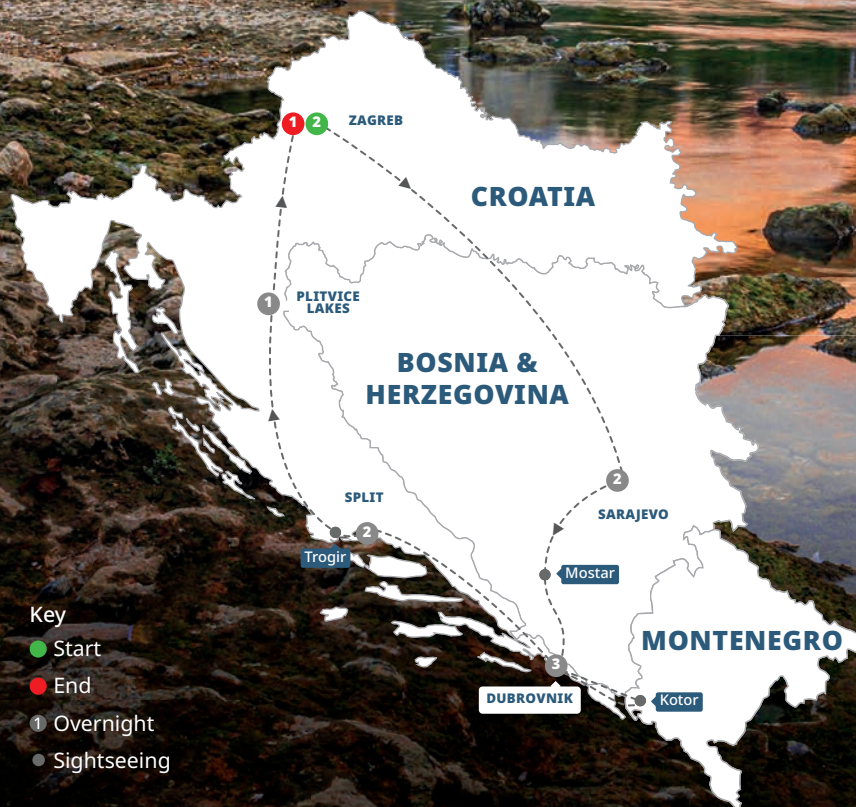 1 2 ZAGREB
CROATIA
1 PLITVICE
LAKES
BOSNIA &
HERZEGOVINA
2
SARAJEVO
SPLIT
2
Trogir
Mostar
MONTENEGRO
3
DUBROVNIK
Kotor
Key
Start
End
1 Overnight
Sightseeing